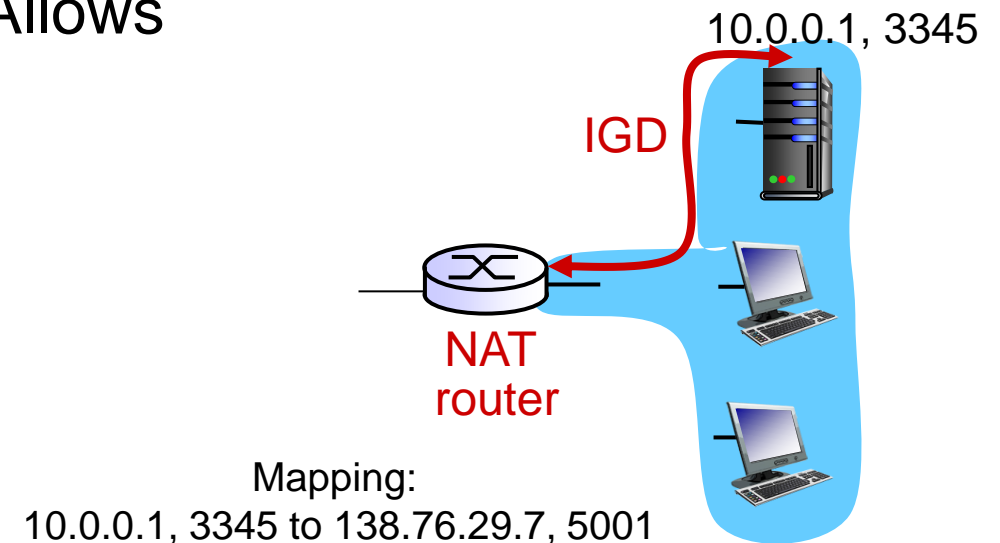 Allows
10.0.0.1, 3345
IGD
NAT
router
Mapping:
10.0.0.1, 3345 to 138.76.29.7, 5001